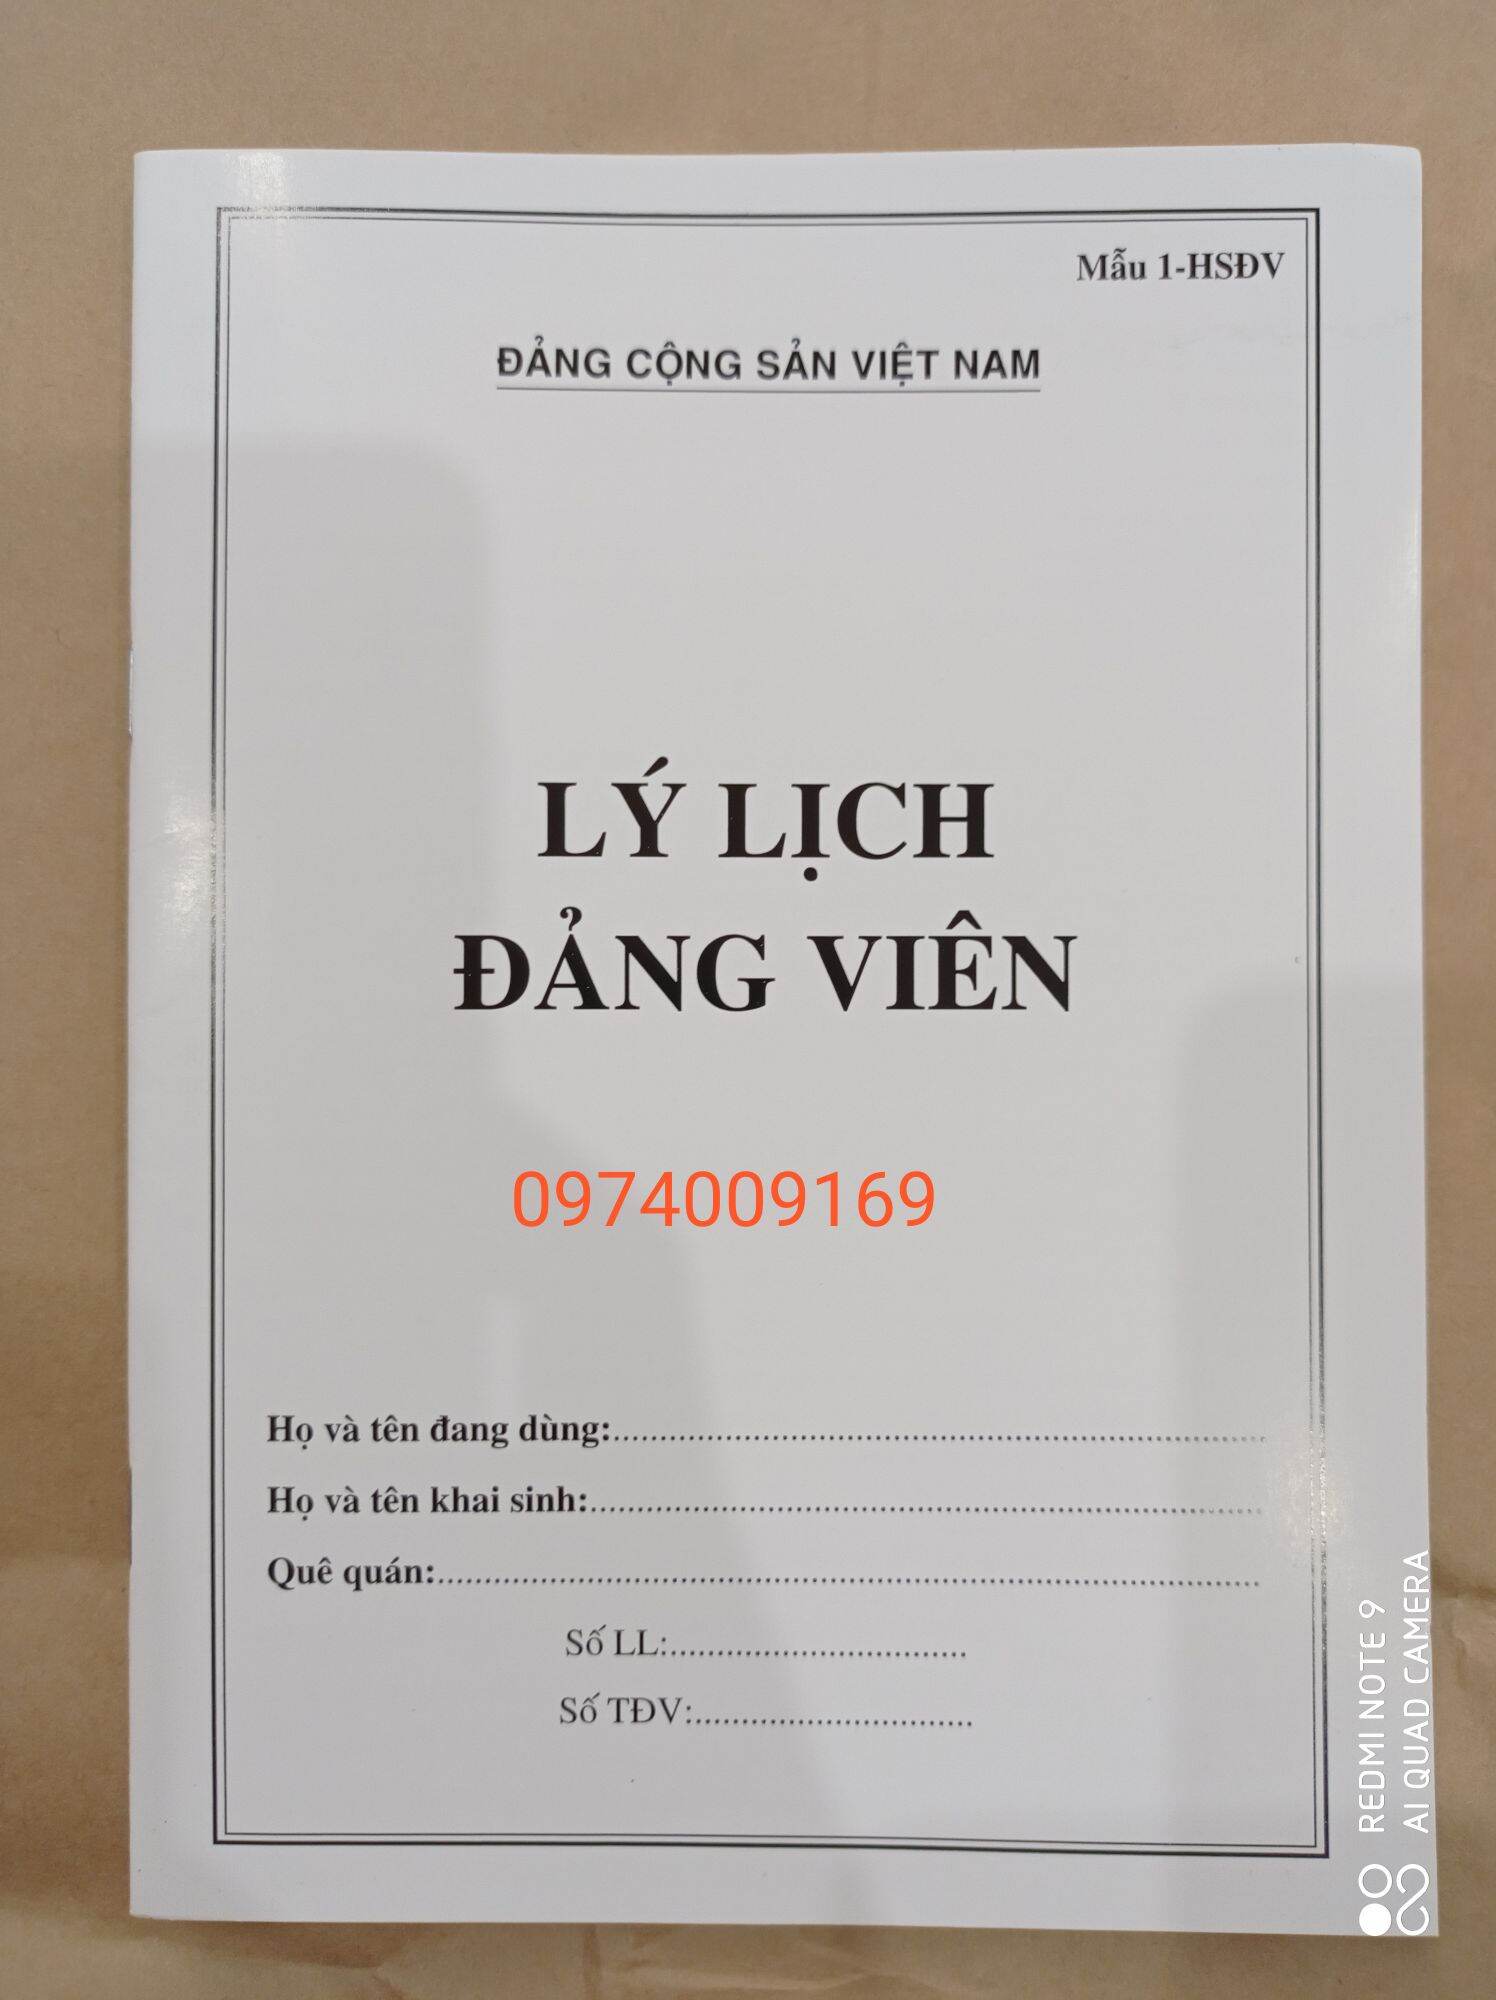 Mẫu 1-HSĐV
ĐẢNG CỘNG SẢN VIỆT NAM
LÝ LỊCH
ĐẢNG VIÊN
0974009169
Họ và tên đang dùng:
Họ và tên khai sinh:
Quê quán:
Số LL:
Số TĐV:
REDMI NOTE 9
AI QUAD CAMERA